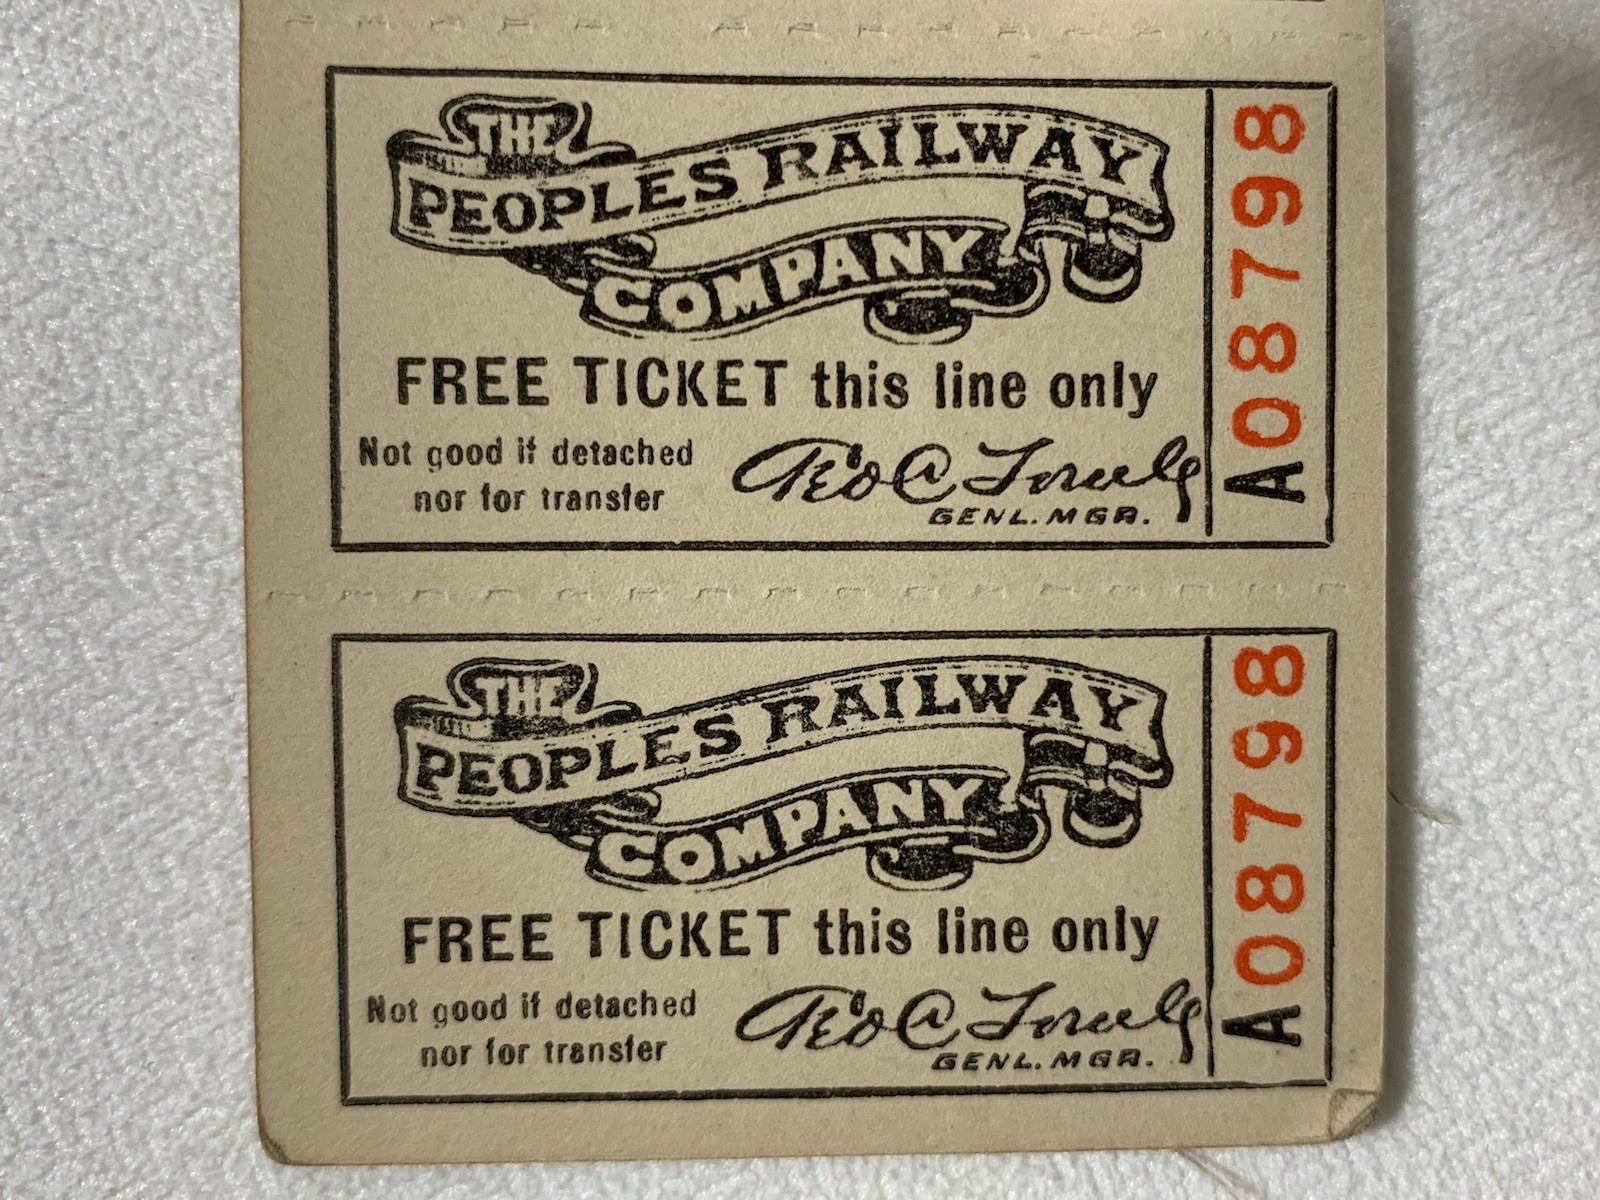 THE
PEOPLES RAILWAY
COMPANY
FREE TICKET this line only
Not good if detached
nor for transfer
Geo C
GENL. MGR.
A08798
THE
PEOPLES RAILWAY
COMPANY
FREE TICKET this line only
Not good if detached
nor for transfer
Geo C
GENL. MGR.
A08798